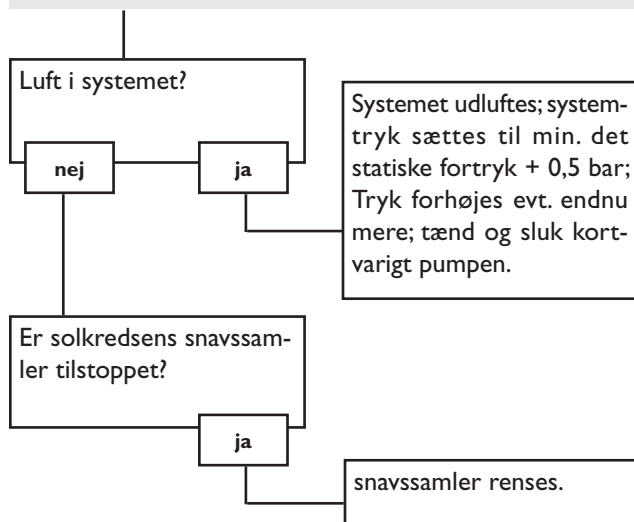 Luft i systemet?
nej
ja
Systemet udluftes; system-
tryk sættes til min. det
statiske fortryk + 0,5 bar;
Tryk forhøjes evt. endnu
mere; tænd og sluk kort-
varigt pumpen.
Er solkredsens snavssam-
ler tilstoppet?
ja
snavssamler renses.